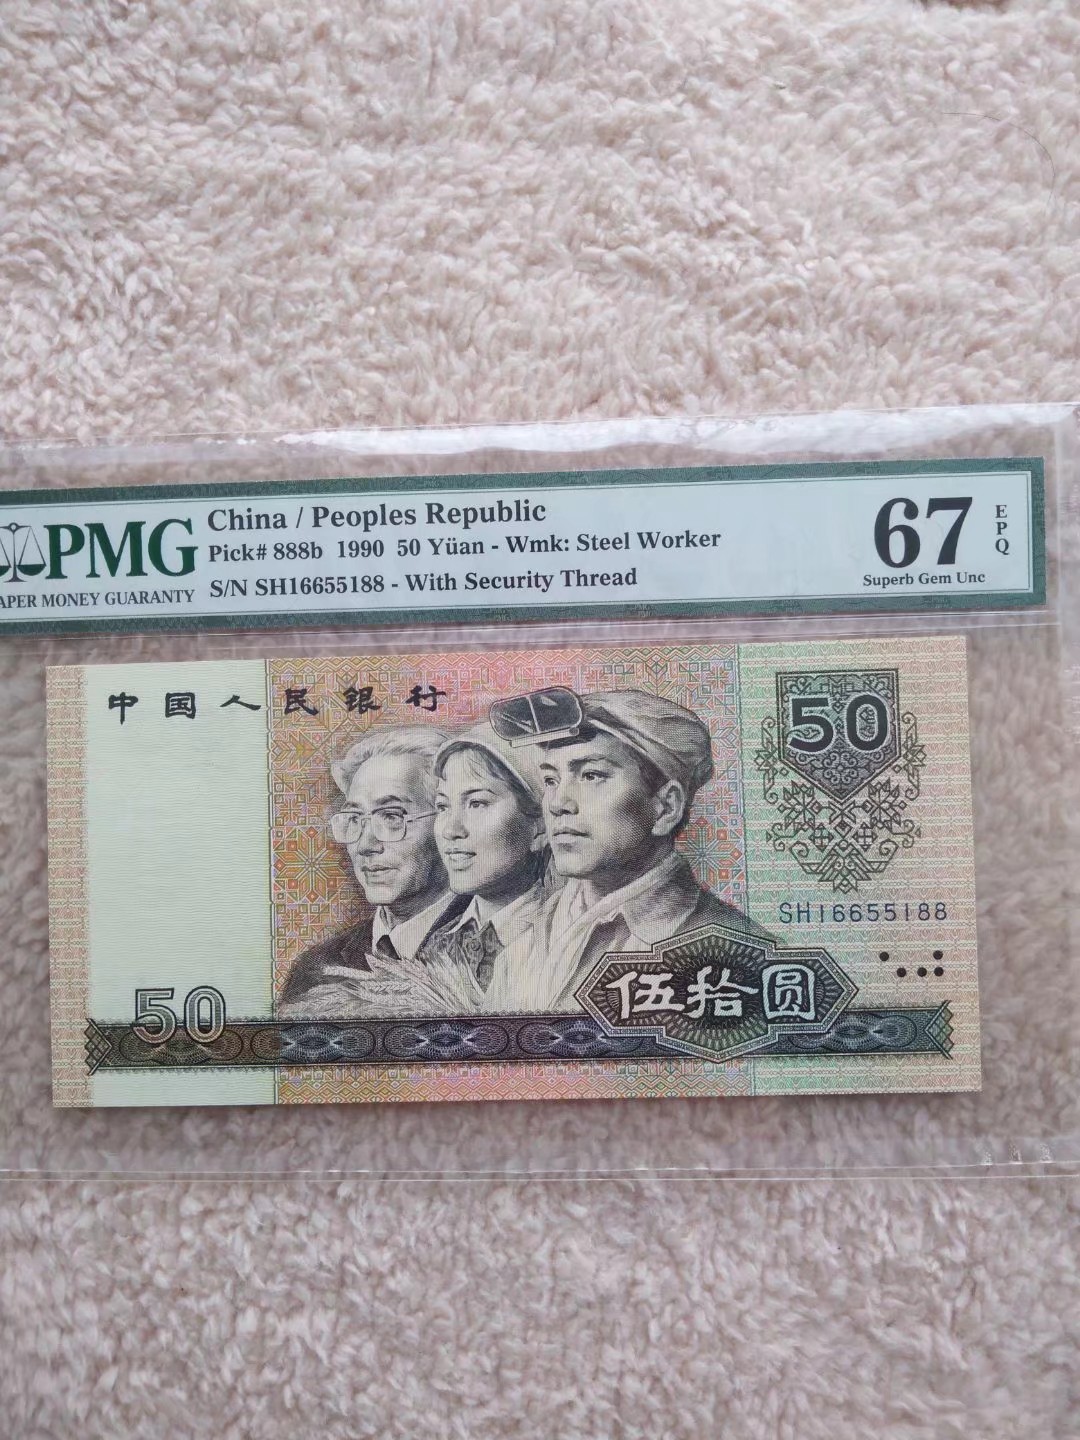 China / Peoples Republic
PMG
Pick# 888b 1990 50 Yüan - Wmk: Steel Worker
S/N SH16655188 - With Security Thread
APER MONEY GUARANTY
67
EPQ
Superb Gem Unc
中国人民银行
50
SH16655188
50
伍拾圆